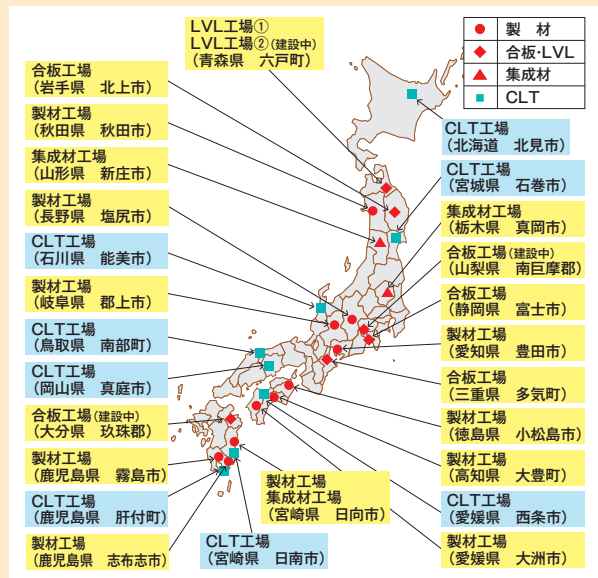 LVL工場①
LVL工場②(建設中)
(青森県　六戸町)
製　材
合板・LVL
集成材
CLT
合板工場
(岩手県　北上市)
製材工場
(秋田県　秋田市)
集成材工場
(山形県　新庄市)
製材工場
(長野県　塩尻市)
CLT工場
(石川県　能美市)
製材工場
(岐阜県　郡上市)
CLT工場
(鳥取県　南部町)
CLT工場
(岡山県　真庭市)
合板工場(建設中)
(大分県　玖珠郡)
製材工場
(鹿児島県　霧島市)
CLT工場
(鹿児島県　肝付町)
製材工場
(鹿児島県　志布志市)
CLT工場
(宮崎県　日南市)
製材工場
集成材工場
(宮崎県　日向市)
CLT工場
(北海道　北見市)
CLT工場
(宮城県　石巻市)
集成材工場
(栃木県　真岡市)
合板工場(建設中)
(山梨県　南巨摩郡)
合板工場
(静岡県　富士市)
製材工場
(愛知県　豊田市)
合板工場
(三重県　多気町)
製材工場
(徳島県　小松島市)
製材工場
(高知県　大豊町)
CLT工場
(愛媛県　西条市)
製材工場
(愛媛県　大洲市)